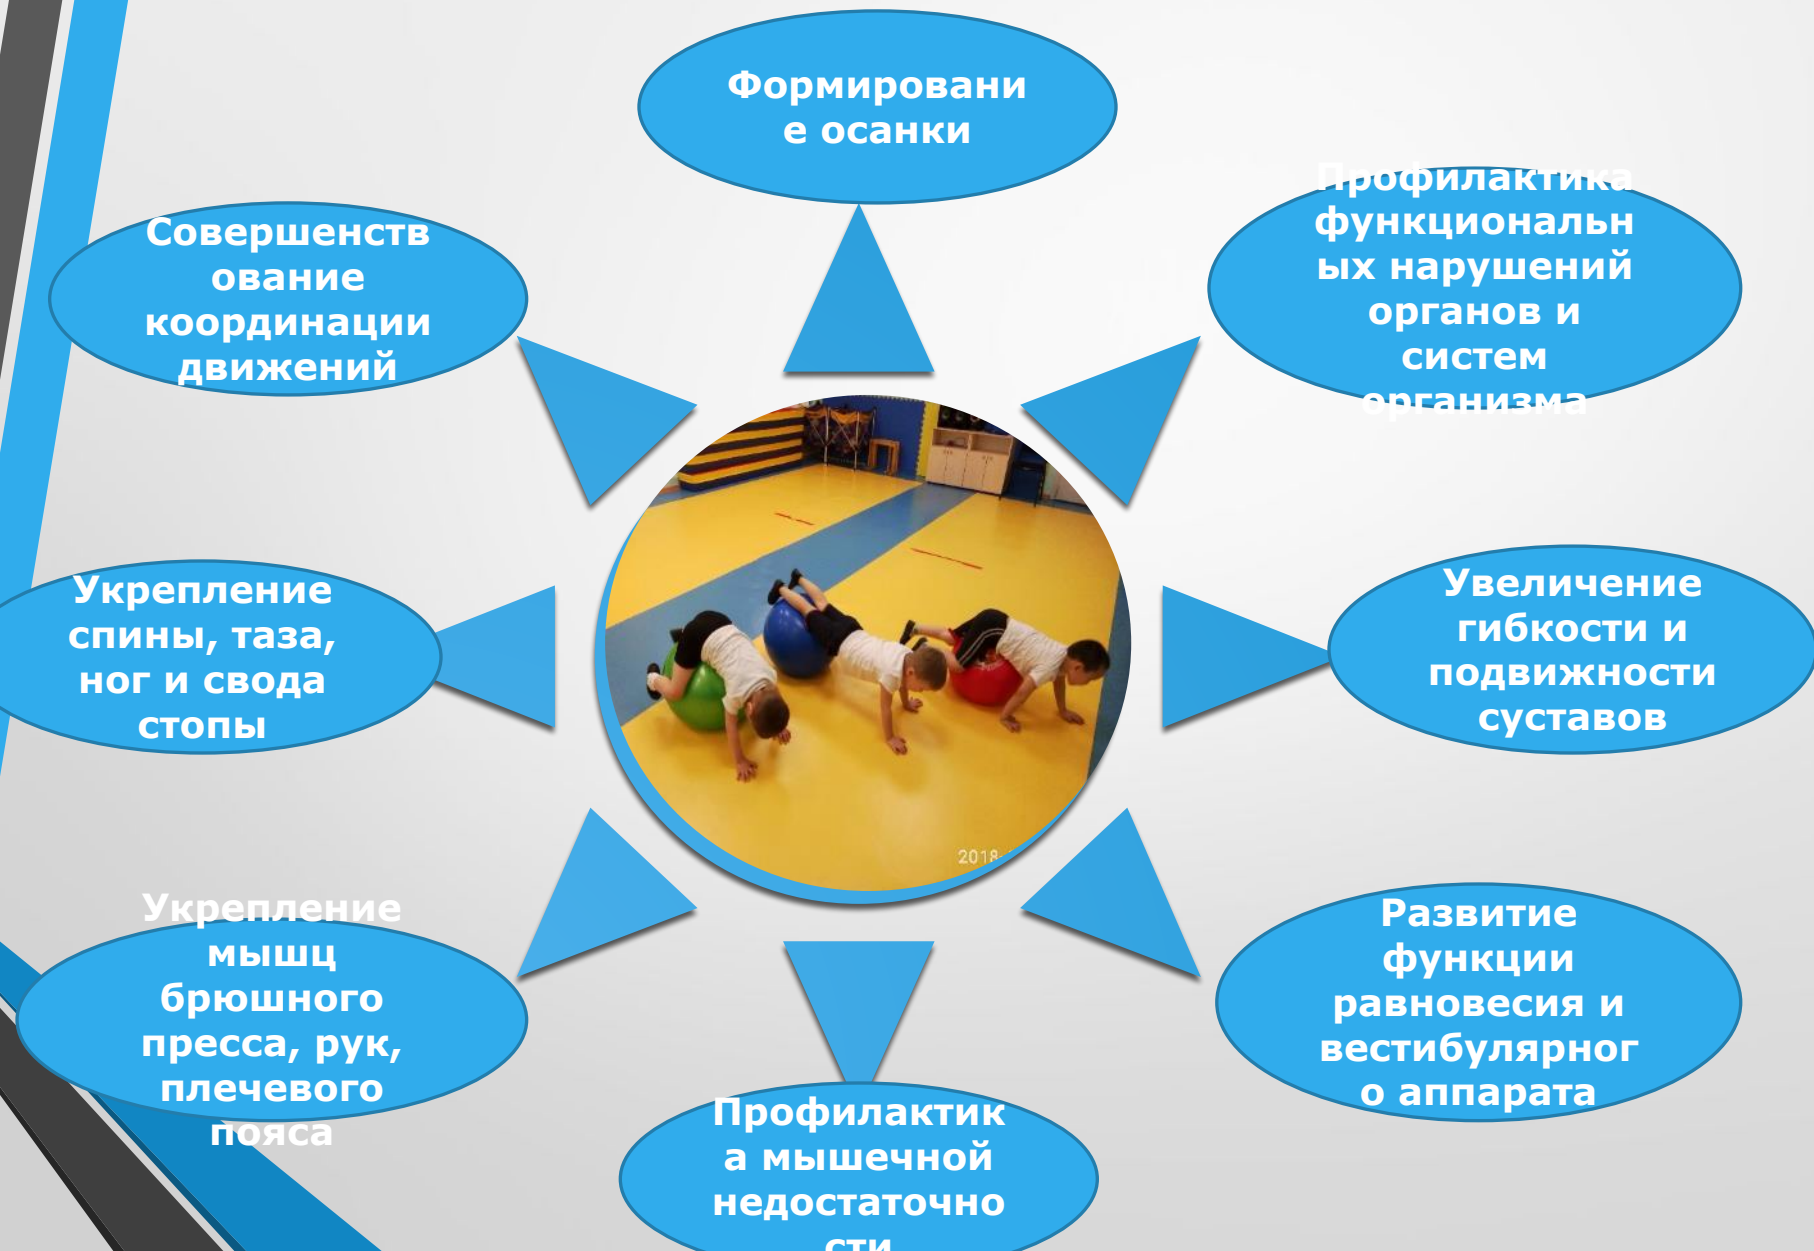 Формировани
е осанки
Профилактика
функциональн
ых нарушений
органов и
систем
организма
Увеличение
гибкости и
подвижности
суставов
Развитие
функции
равновесия и
вестибулярног
о аппарата
Профилактик
а мышечной
недостаточно
сти
Укрепление
мышц
брюшного
пресса, рук,
плечевого
пояса
Укрепление
спины, таза,
ног и свода
стопы
Совершенств
ование
координации
движений
2018-